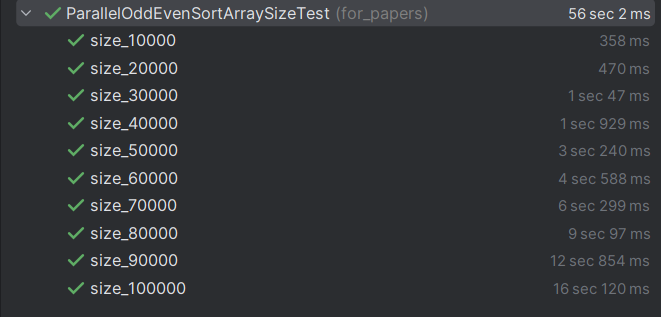 ParallelOddEvenSortArraySizeTest (for_papers) 56 sec 2 ms
size_10000 358 ms
size_20000 470 ms
size_30000 1 sec 47 ms
size_40000 1 sec 929 ms
size_50000 3 sec 240 ms
size_60000 4 sec 588 ms
size_70000 6 sec 299 ms
size_80000 9 sec 97 ms
size_90000 12 sec 854 ms
size_100000 16 sec 120 ms